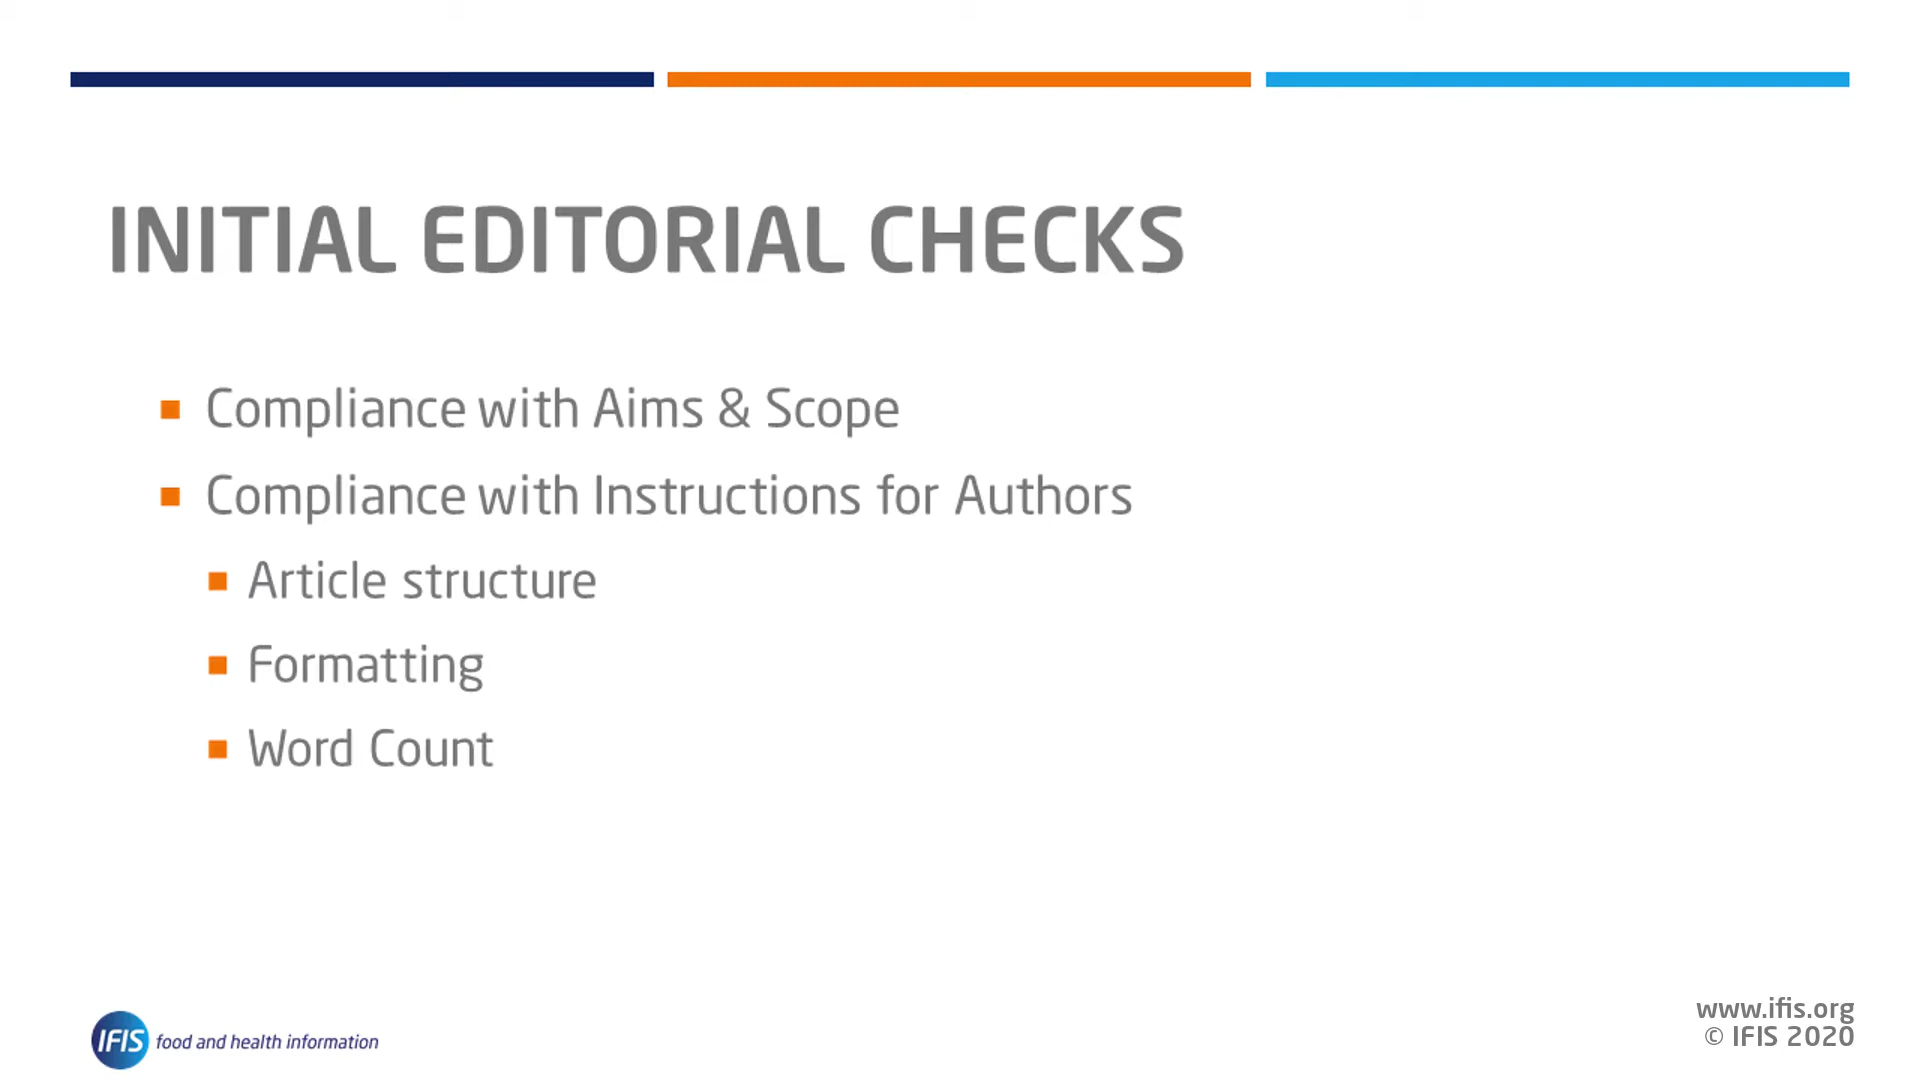 INITIAL EDITORIAL CHECKS
Compliance with Aims & Scope
Compliance with Instructions for Authors
Article structure
Formatting
Word Count
IFIS food and health information
www.ifis.org
© IFIS 2020